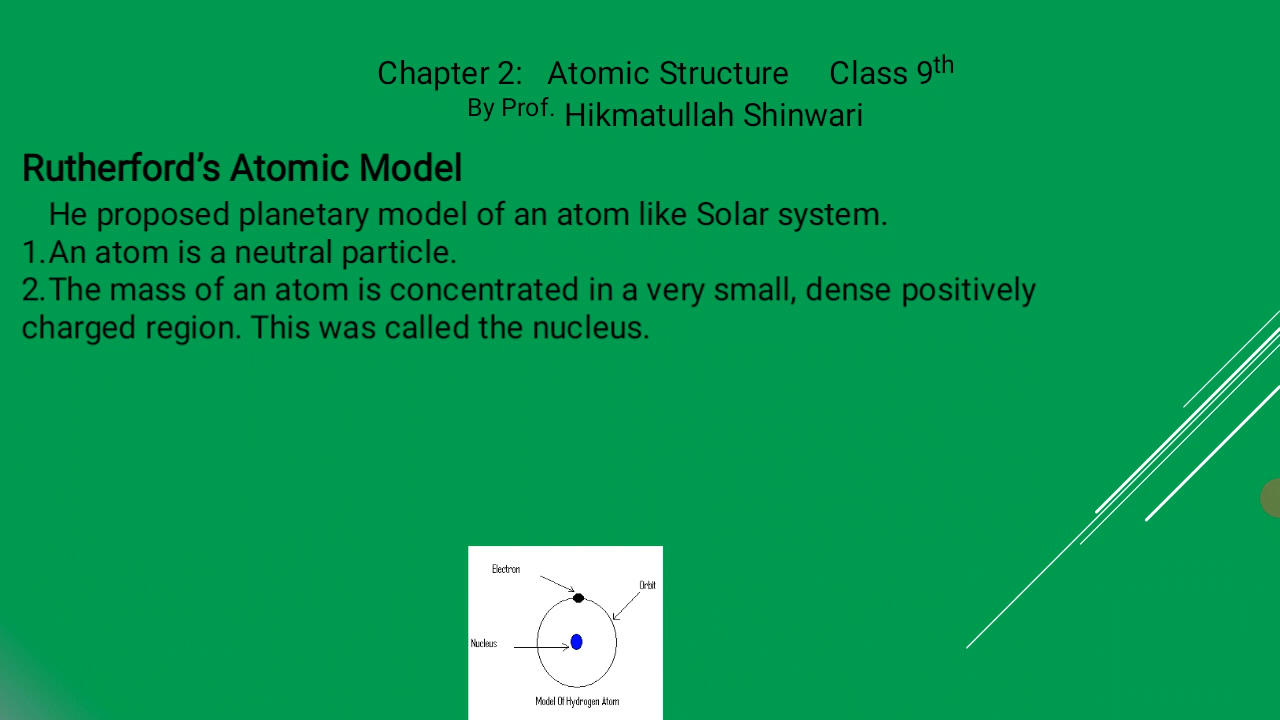 Chapter 2: Atomic Structure Class 9th
By Prof. Hikmatullah Shinwari
Rutherford's Atomic Model
He proposed planetary model of an atom like Solar system.
1.An atom is a neutral particle.
2.The mass of an atom is concentrated in a very small, dense positively
charged region. This was called the nucleus.
Electron
Orbit
Nucleus
Model Of Hydrogen Atom